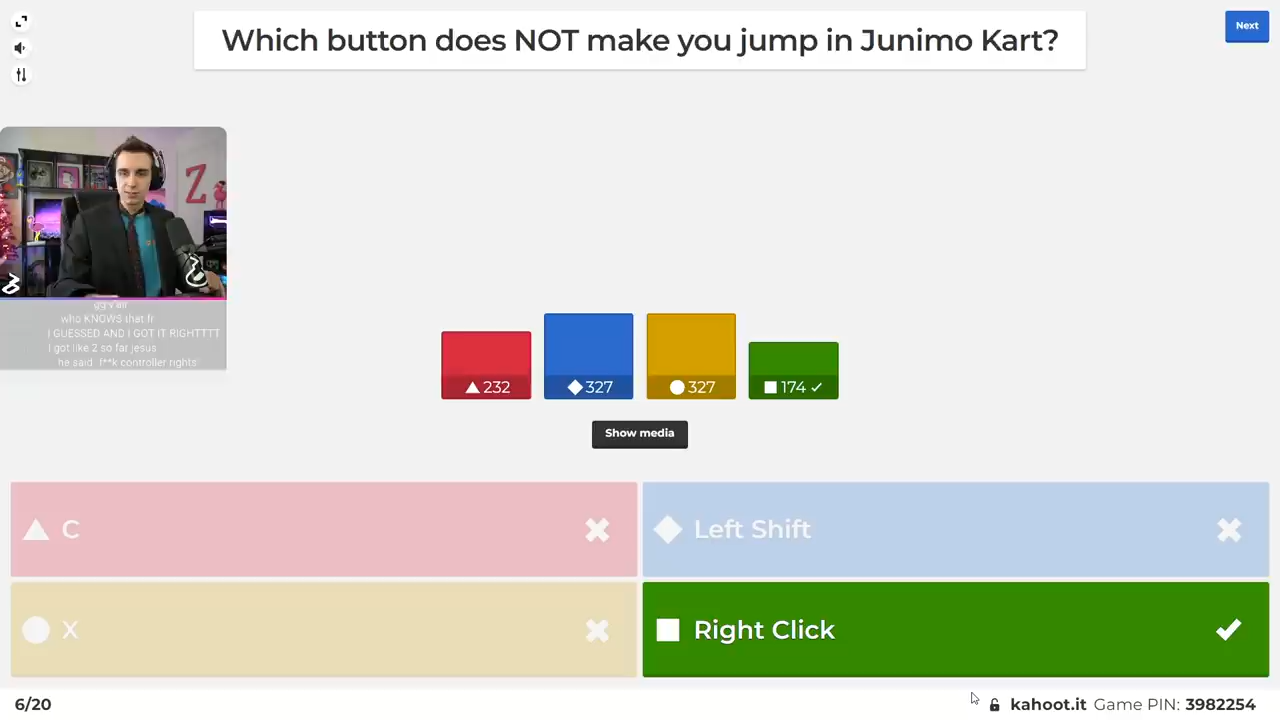 Which button does NOT make you jump in Junimo Kart?
Next
Z
who KNOWS that fr
I GUESSED AND I GOT IT RIGHTTTT
I got like 2 so far jesus
he said f**k controller rights
232
327
327
174
Show media
C
Left Shift
X
Right Click
6/20
kahoot.it Game PIN: 3982254